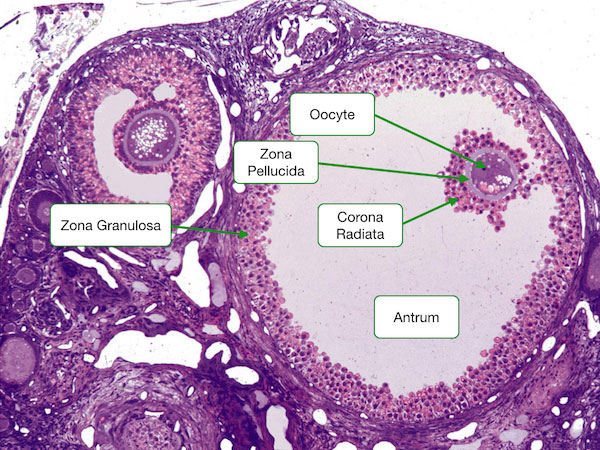 Oocyte
Zona
Pellucida
Zona Granulosa
Corona
Radiata
Antrum